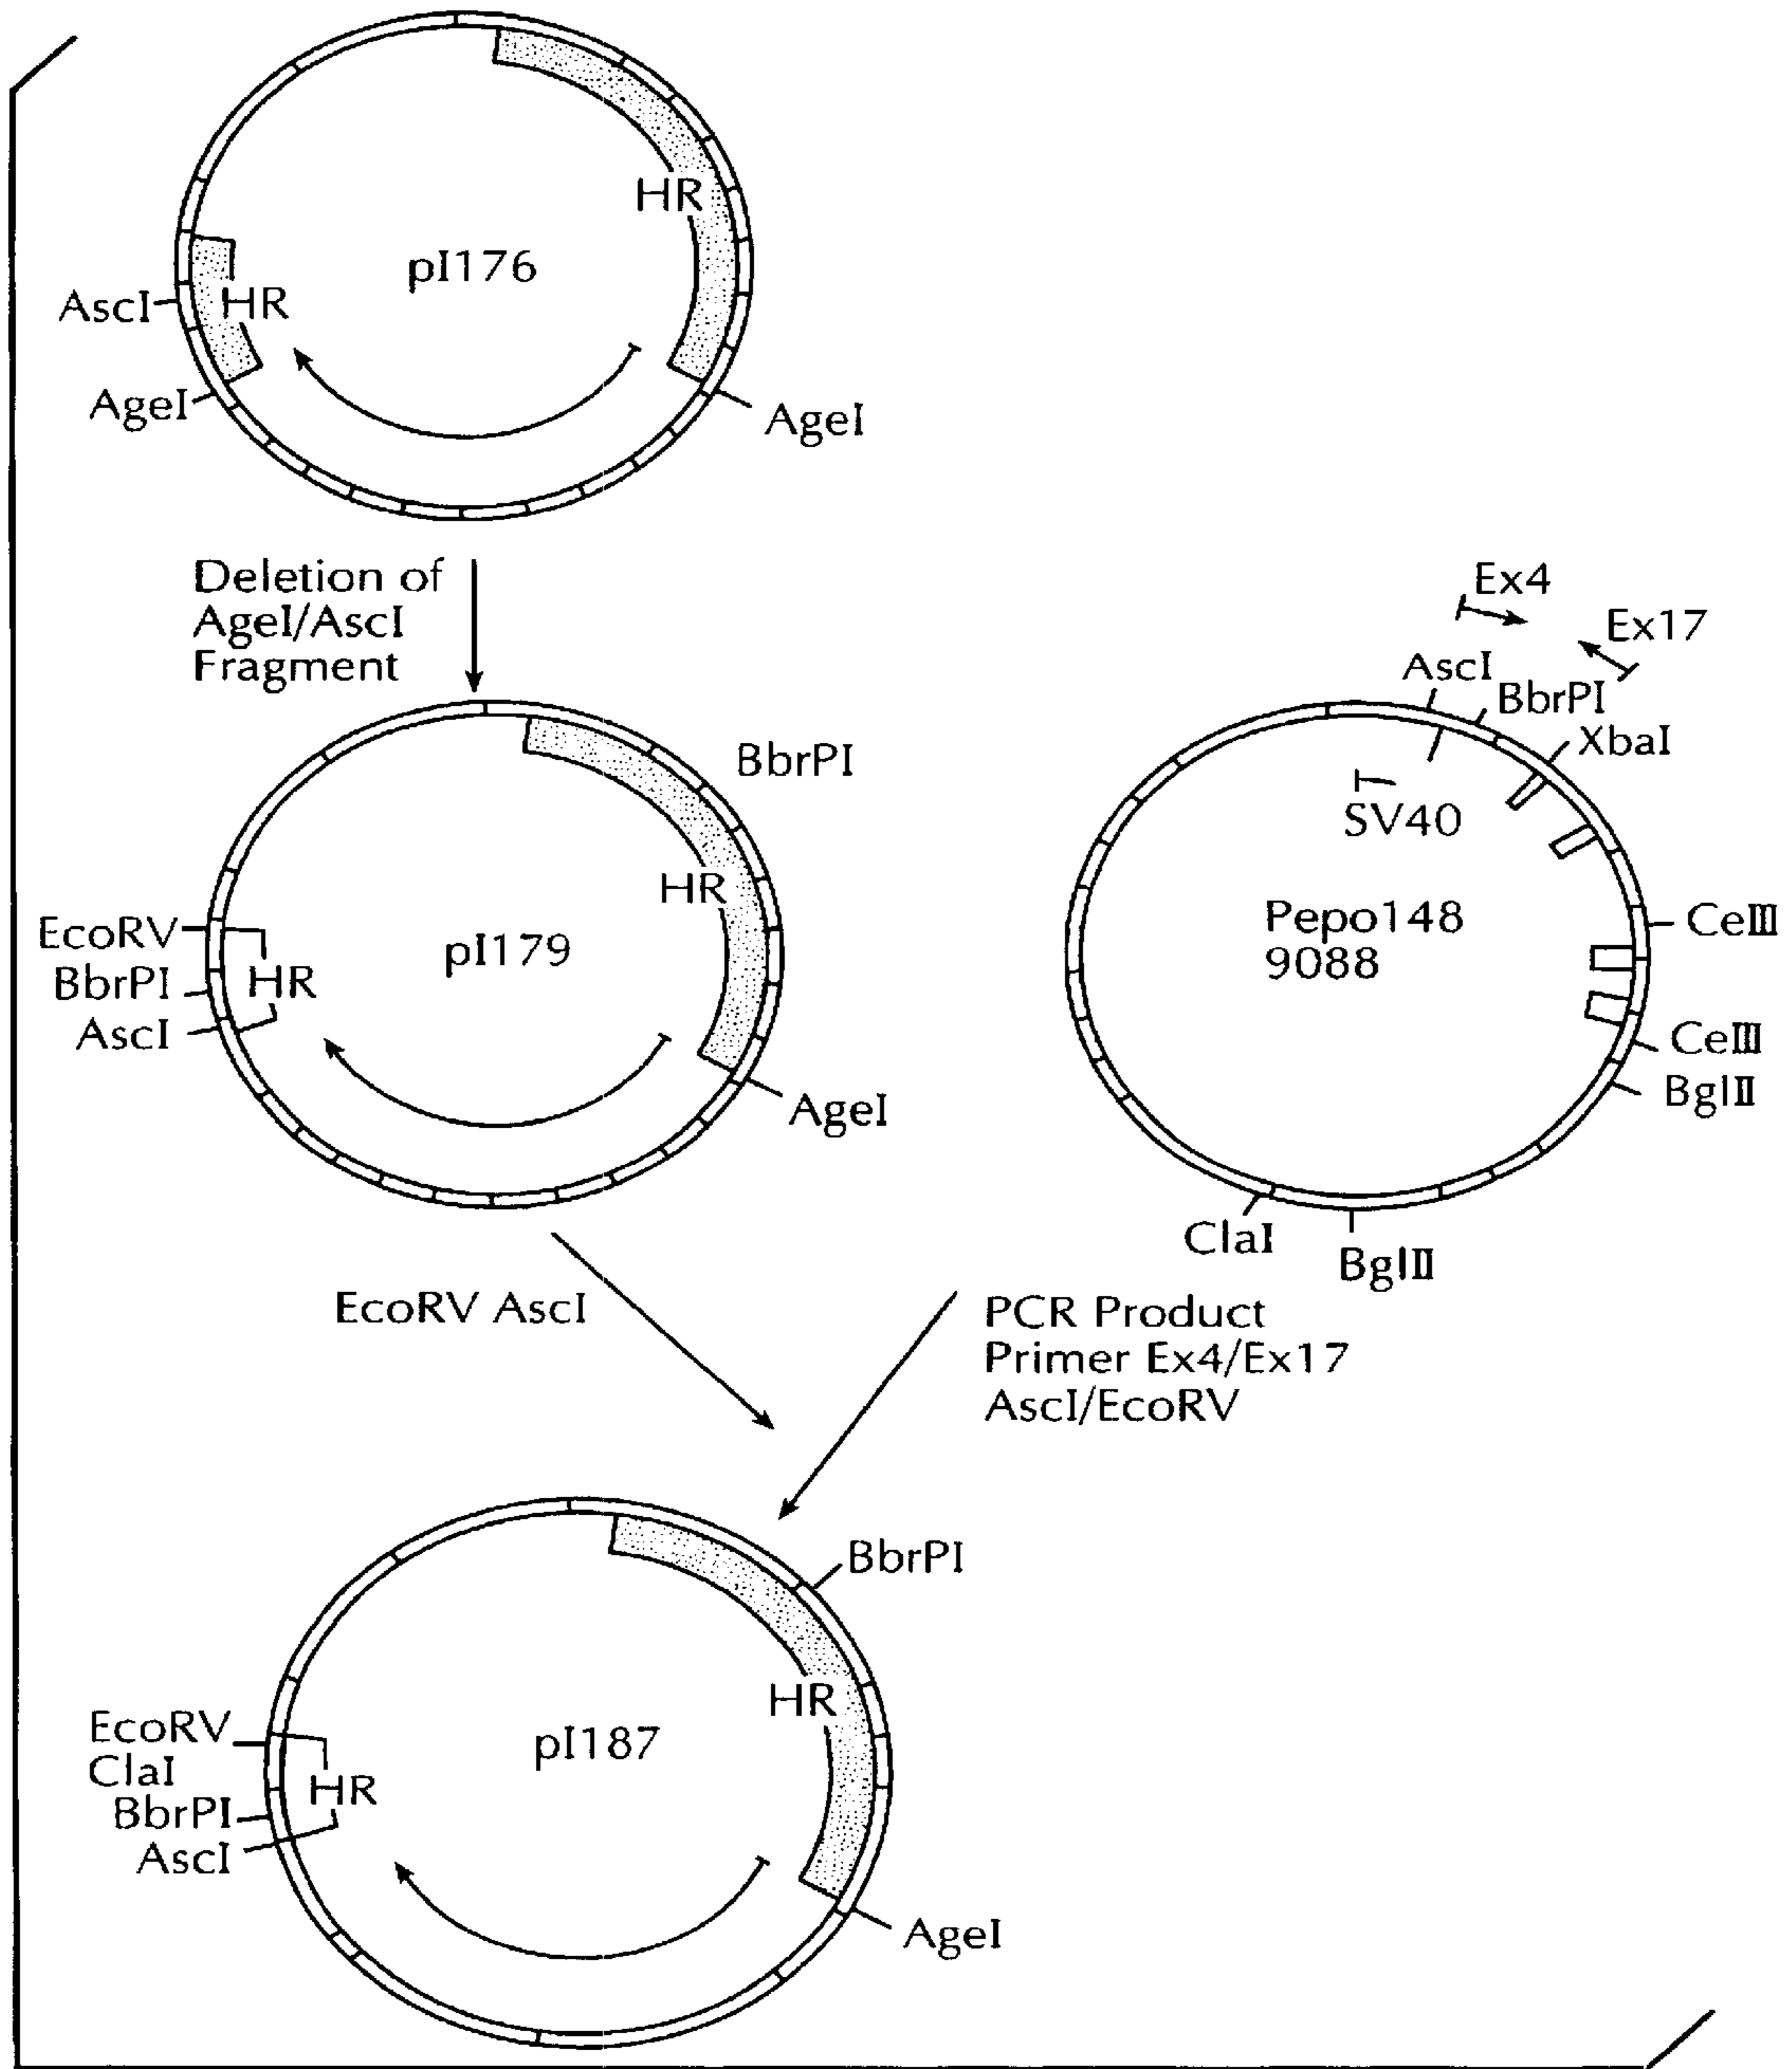 HR
pI176
AscI
HR
AgeI
AgeI
Deletion of
AgeI/AscI
Fragment
Ex4
Ex17
AscI
BbrPI
XbaI
SV40
Pepo148
9088
CeIII
CeIII
BglII
BglII
ClaI
BbrPI
HR
pI179
EcoRV
BbrPI
HR
AscI
AgeI
EcoRV AscI
PCR Product
Primer Ex4/Ex17
AscI/EcoRV
BbrPI
HR
pI187
EcoRV
ClaI
HR
BbrPI
AscI
AgeI